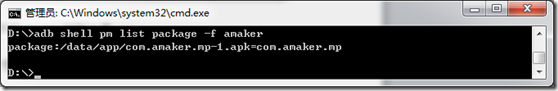 管理员: C:\Windows\system32\cmd.exe
D:\>adb shell pm list package -f amaker
package:/data/app/com.amaker.mp-1.apk=com.amaker.mp
D:\>